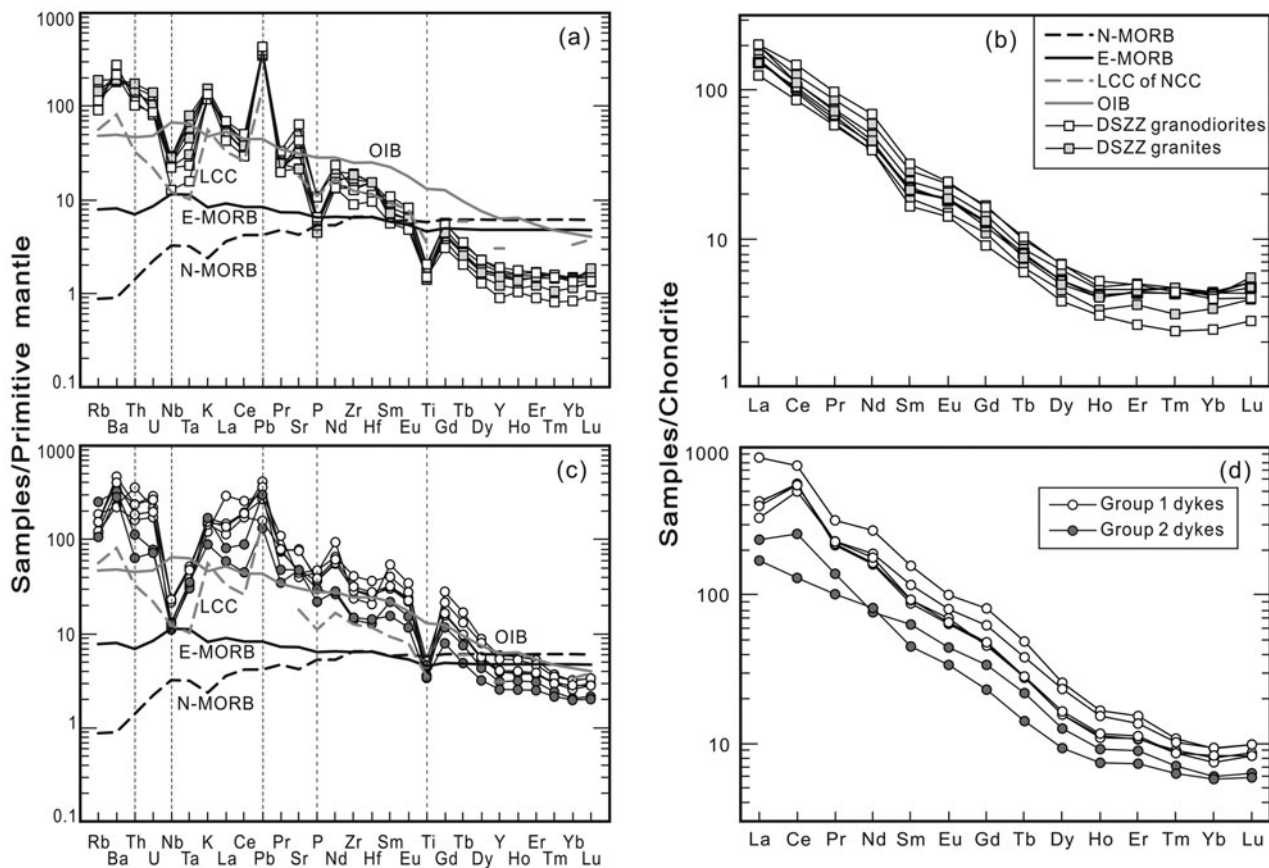 Samples/Primitive mantle
1000
100
10
1
0.1
(a)
OIB
LCC
E-MORB
N-MORB
Rb Th Nb K Ce Pr P Zr Sm Ti Tb Y Er Yb
Ba U Ta La Pb Sr Nd Hf Eu Gd Dy Ho Tm Lu
Samples/Chondrite
100
10
1
(b)
N-MORB
E-MORB
LCC of NCC
OIB
DSZZ granodiorites
DSZZ granites
La Ce Pr Nd Sm Eu Gd Tb Dy Ho Er Tm Yb Lu
1000
100
10
1
0.1
(c)
OIB
LCC
E-MORB
N-MORB
Rb Th Nb K Ce Pr P Zr Sm Ti Tb Y Er Yb
Ba U Ta La Pb Sr Nd Hf Eu Gd Dy Ho Tm Lu
1000
100
10
(d)
Group 1 dykes
Group 2 dykes
La Ce Pr Nd Sm Eu Gd Tb Dy Ho Er Tm Yb Lu